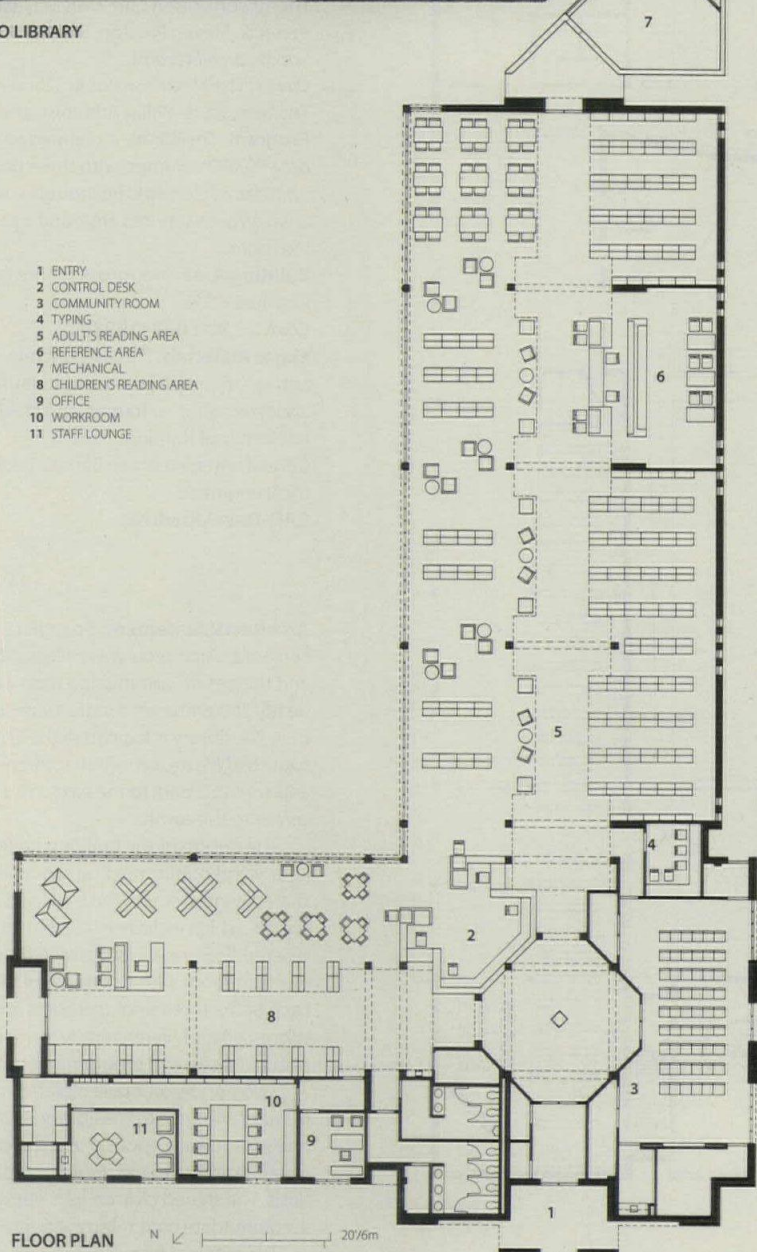 O LIBRARY
7
1 ENTRY
2 CONTROL DESK
3 COMMUNITY ROOM
4 TYPING
5 ADULT'S READING AREA
6 REFERENCE AREA
7 MECHANICAL
8 CHILDREN'S READING AREA
9 OFFICE
10 WORKROOM
11 STAFF LOUNGE
6
5
4
2
8
3
10
11
9
1
FLOOR PLAN
N
20'/6m